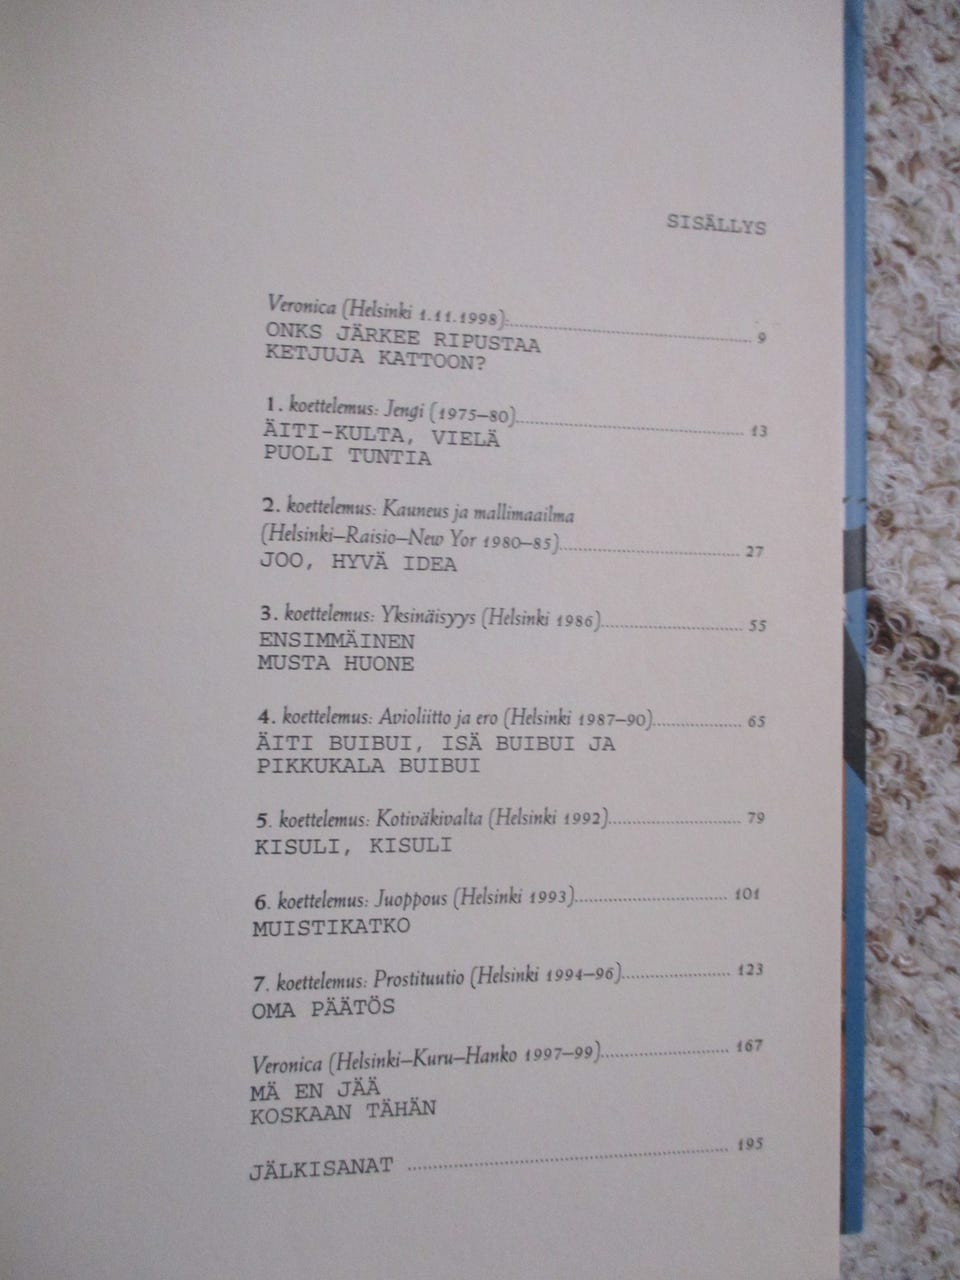 SISÄLLYS
Veronica (Helsinki 1.11.1998):........ 9
ONKS JÄRKEE RIPUSTAA
KETJUJA KATTOON?
1. koettelemus: Jengi (1975–80)........ 13
ÄITI-KULTA, VIELÄ
PUOLI TUNTIA
2. koettelemus: Kauneus ja mallimaailma
(Helsinki–Raisio–New Yor 1980–85)........ 27
JOO, HYVÄ IDEA
3. koettelemus: Yksinäisyys (Helsinki 1986)........ 55
ENSIMMÄINEN
MUSTA HUONE
4. koettelemus: Avioliitto ja ero (Helsinki 1987–90)........ 65
ÄITI BUIBUI, ISÄ BUIBUI JA
PIKKUKALA BUIBUI
5. koettelemus: Kotiväkivalta (Helsinki 1992)........ 79
KISULI, KISULI
6. koettelemus: Juoppous (Helsinki 1993)........ 101
MUISTIKATKO
7. koettelemus: Prostituutio (Helsinki 1994–96)........ 123
OMA PÄÄTÖS
Veronica (Helsinki–Kuru–Hanko 1997–99)........ 167
MÄ EN JÄÄ
KOSKAAN TÄHÄN
JÄLKISANAT ........ 195